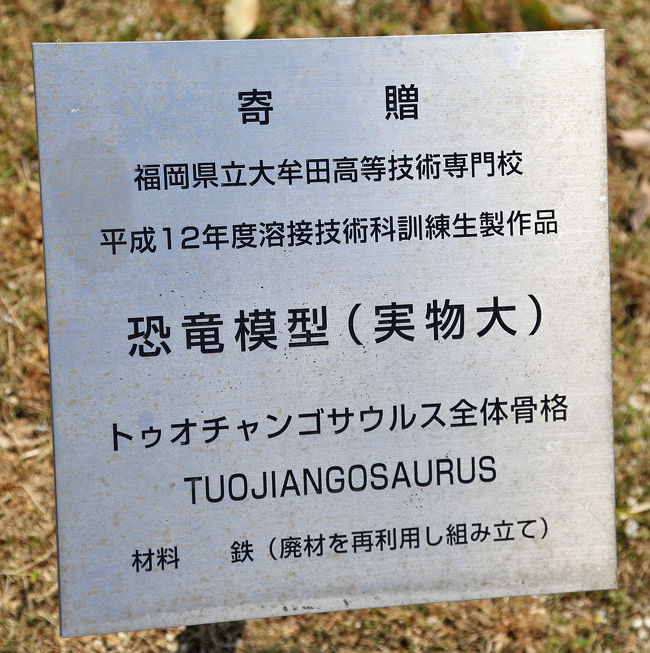 寄　贈
福岡県立大牟田高等技術専門校
平成12年度溶接技術科訓練生製作品
恐竜模型(実物大)
トゥオチャンゴサウルス全体骨格
TUOJIANGOSAURUS
材料　鉄（廃材を再利用し組み立て）